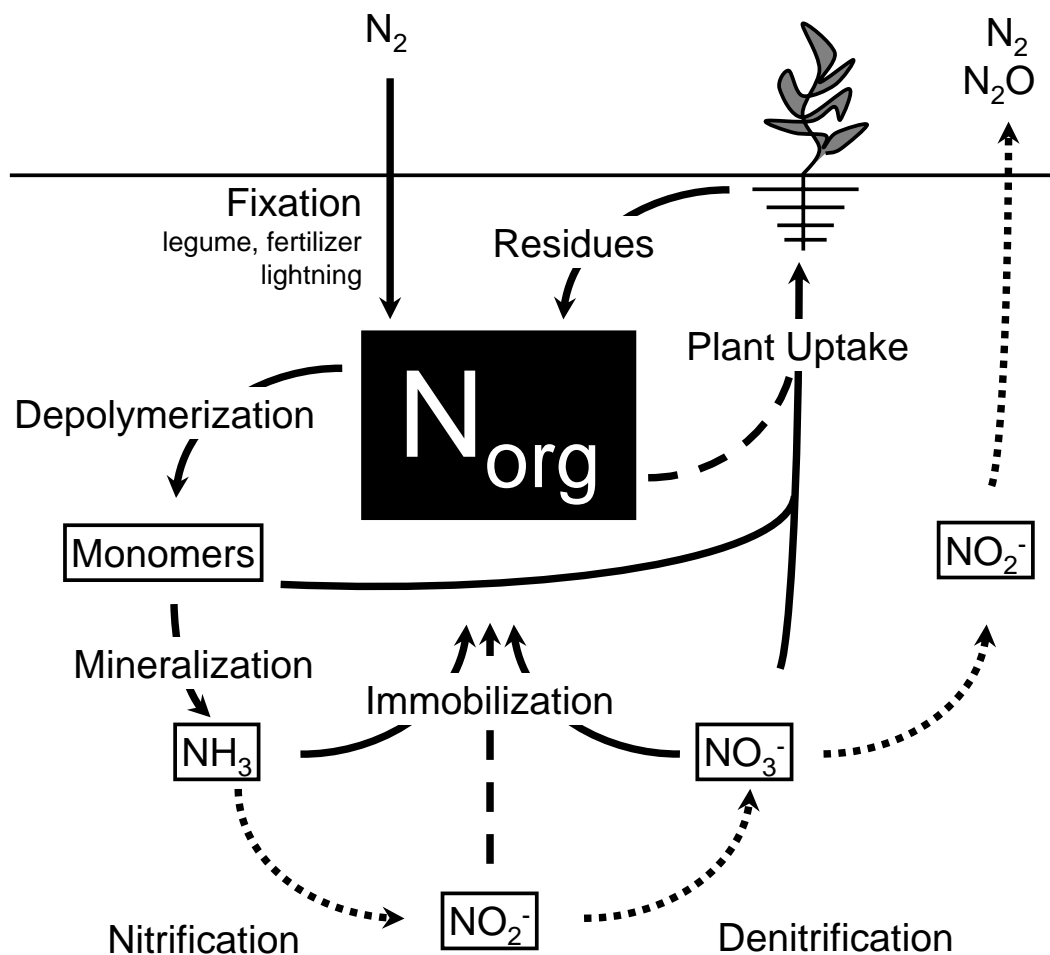 N₂
N₂
N₂O
Fixation
legume, fertilizer
lightning
Residues
Plant Uptake
N_org
Depolymerization
Monomers
NO₂⁻
Mineralization
Immobilization
NH₃
NO₃⁻
NO₂⁻
Nitrification
Denitrification